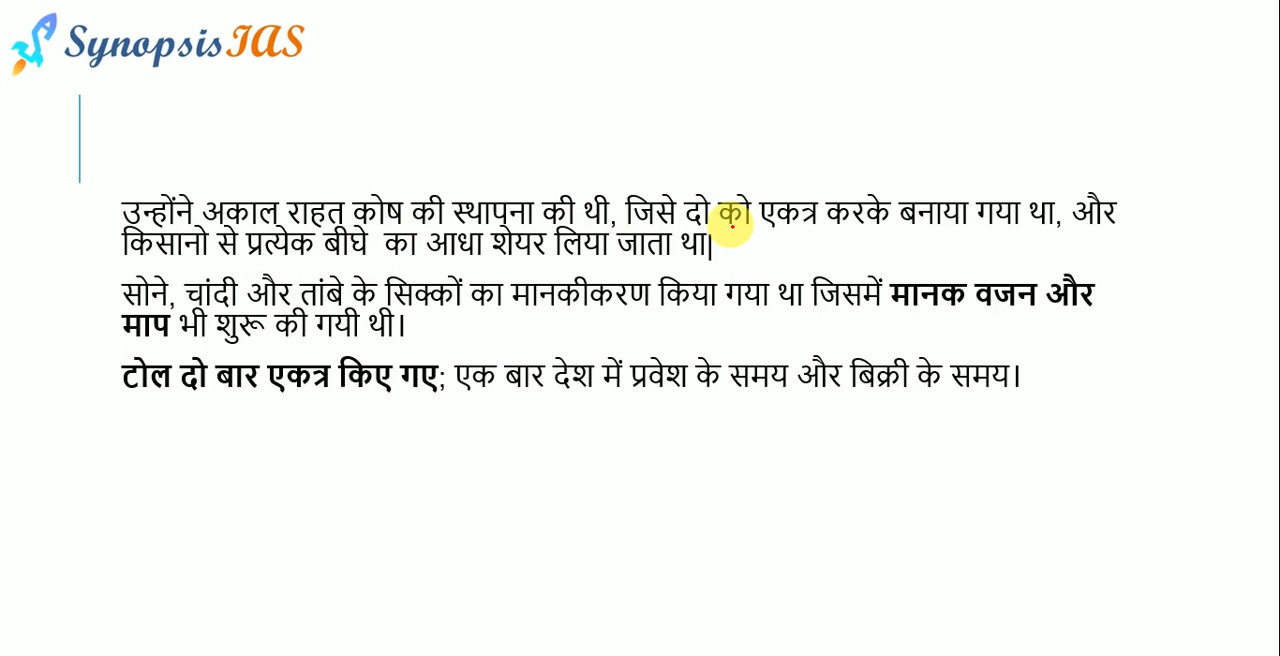 SynopsisIAS
उन्होंने अकाल राहत कोष की स्थापना की थी, जिसे दो को एकत्र करके बनाया गया था, और
किसानो से प्रत्येक बीघे का आधा शेयर लिया जाता था|
सोने, चांदी और तांबे के सिक्कों का मानकीकरण किया गया था जिसमें मानक वजन और
माप भी शुरू की गयी थी।
टोल दो बार एकत्र किए गए; एक बार देश में प्रवेश के समय और बिक्री के समय।